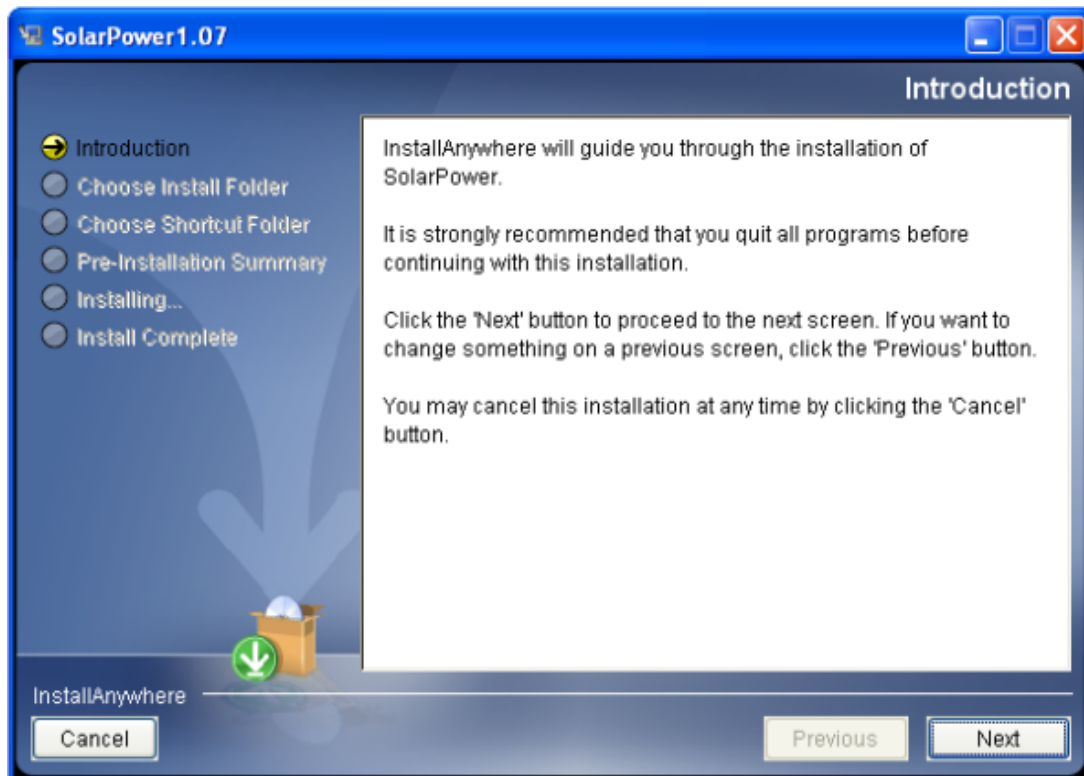 SolarPower1.07
Introduction
Introduction
Choose Install Folder
Choose Shortcut Folder
Pre-Installation Summary
Installing...
Install Complete
InstallAnywhere will guide you through the installation of
SolarPower.
It is strongly recommended that you quit all programs before
continuing with this installation.
Click the 'Next' button to proceed to the next screen. If you want to
change something on a previous screen, click the 'Previous' button.
You may cancel this installation at any time by clicking the 'Cancel'
button.
InstallAnywhere
Cancel
Previous
Next